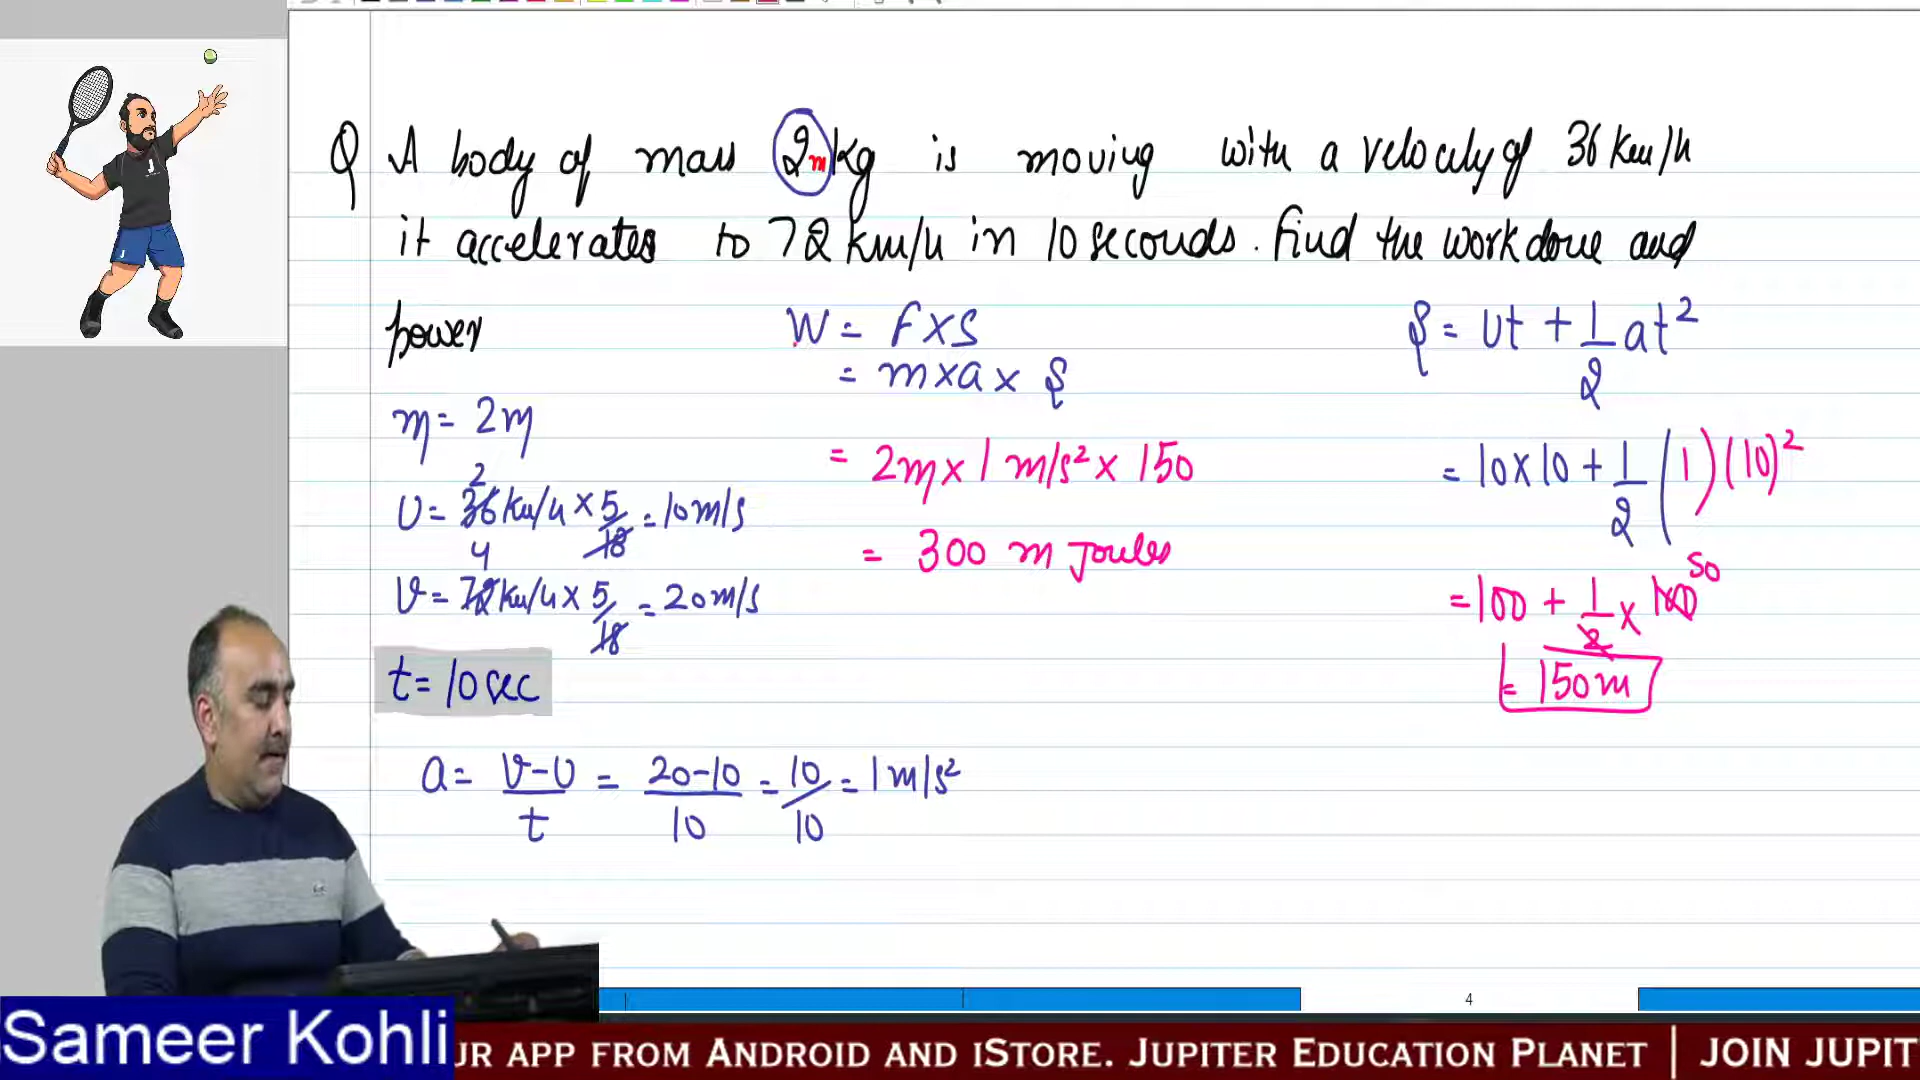 Q A body of mass 2m kg is moving with a velocity of 36 km/h
it accelerates to 72 km/h in 10 seconds. Find the work done and
power
W = F × S
= m × a × S
= 2m × 1 m/s² × 150
= 300 m Joules
m = 2m
2
U = 36 km/h × 5/18 = 10 m/s
4
V = 72 km/h × 5/18 = 20 m/s
t = 10 sec
a = V-U/t = 20-10/10 = 10/10 = 1 m/s²
S = Ut + 1/2 at²
= 10 × 10 + 1/2 (1)(10)²
= 100 + 1/2 × 100 50
= 150 m
4
Sameer Kohli
UR APP FROM ANDROID AND ISTORE. JUPITER EDUCATION PLANET | JOIN JUPIT